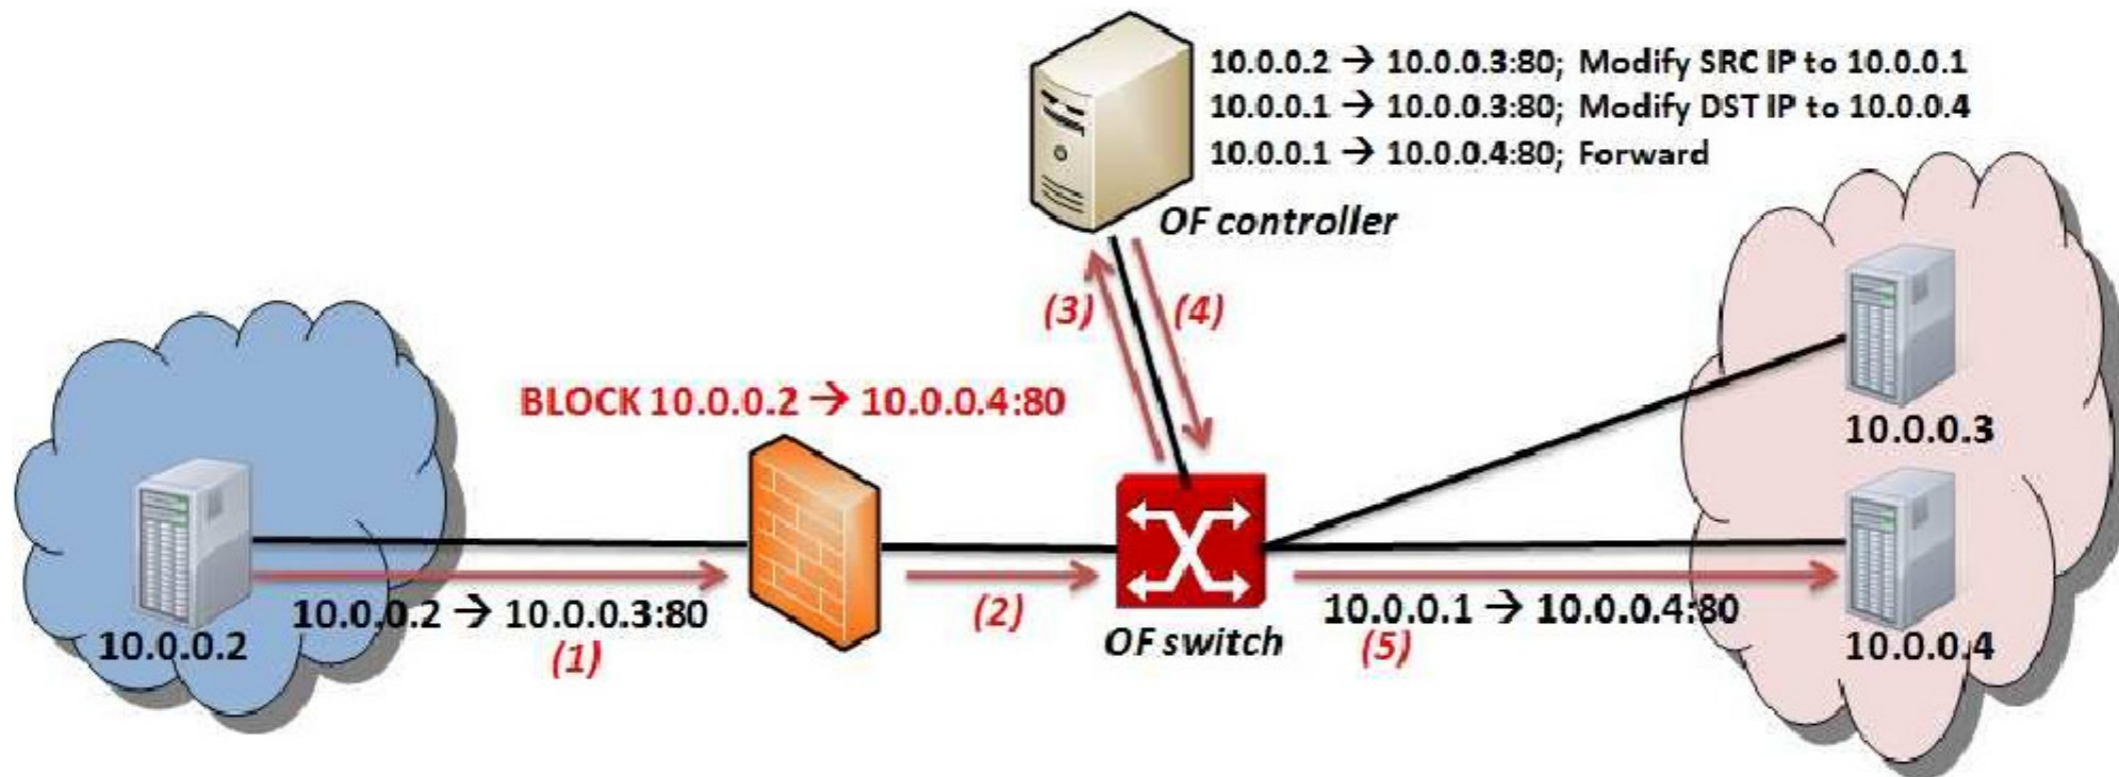 10.0.0.2 → 10.0.0.3:80; Modify SRC IP to 10.0.0.1
10.0.0.1 → 10.0.0.3:80; Modify DST IP to 10.0.0.4
10.0.0.1 → 10.0.0.4:80; Forward
OF controller
(3)
(4)
BLOCK 10.0.0.2 → 10.0.0.4:80
10.0.0.3
10.0.0.2 → 10.0.0.3:80
(1)
10.0.0.2
(2)
OF switch
10.0.0.1 → 10.0.0.4:80
(5)
10.0.0.4